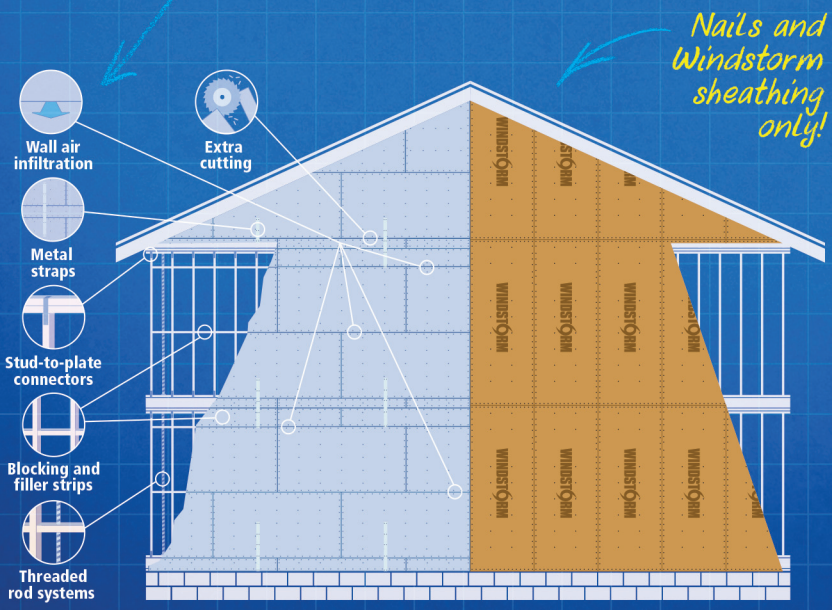 Nails and
Windstorm
sheathing
only!
Wall air
infiltration
Extra
cutting
Metal
straps
Stud-to-plate
connectors
Blocking and
filler strips
Threaded
rod systems
WINDSTORM
WINDSTORM
WINDSTORM
WINDSTORM
WINDSTORM
WINDSTORM
WINDSTORM
WINDSTORM
WINDSTORM
WINDSTORM
WINDSTORM
WINDSTORM